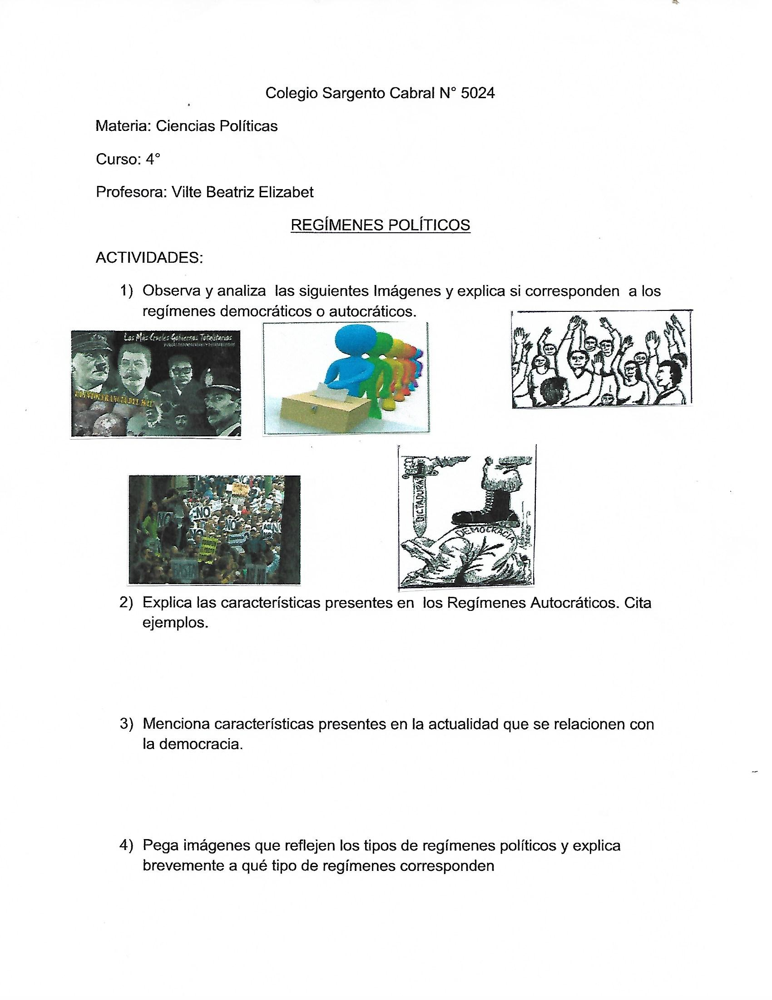 Colegio Sargento Cabral N° 5024
Materia: Ciencias Políticas
Curso: 4°
Profesora: Vilte Beatriz Elizabet
REGÍMENES POLÍTICOS
ACTIVIDADES:
1) Observa y analiza las siguientes Imágenes y explica si corresponden a los
regímenes democráticos o autocráticos.
Los Más Crueles Gobiernos Totalitarios
NO
¡NO
NO
NO
BASTA
DICTADURA
DEMOCRACIA
2) Explica las características presentes en los Regímenes Autocráticos. Cita
ejemplos.
3) Menciona características presentes en la actualidad que se relacionen con
la democracia.
4) Pega imágenes que reflejen los tipos de regímenes políticos y explica
brevemente a qué tipo de regímenes corresponden